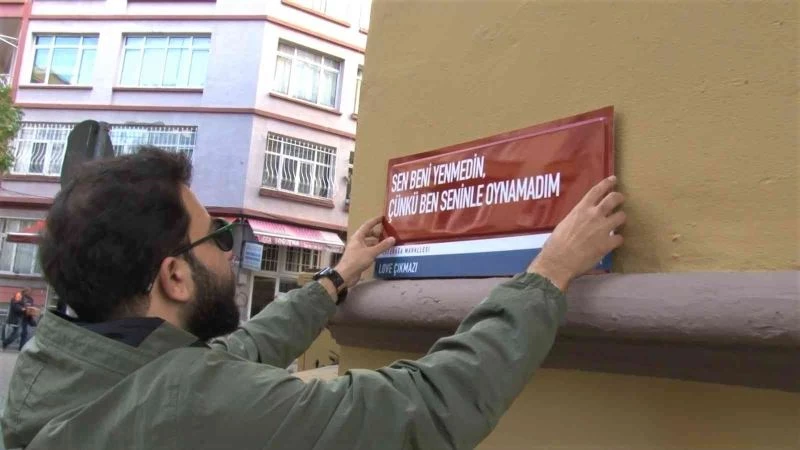 SEN BENİ YENMEDİN,
ÇÜNKÜ BEN SENİNLE OYNAMADIM
MAHALLESİ
LOVE ÇIKMAZI